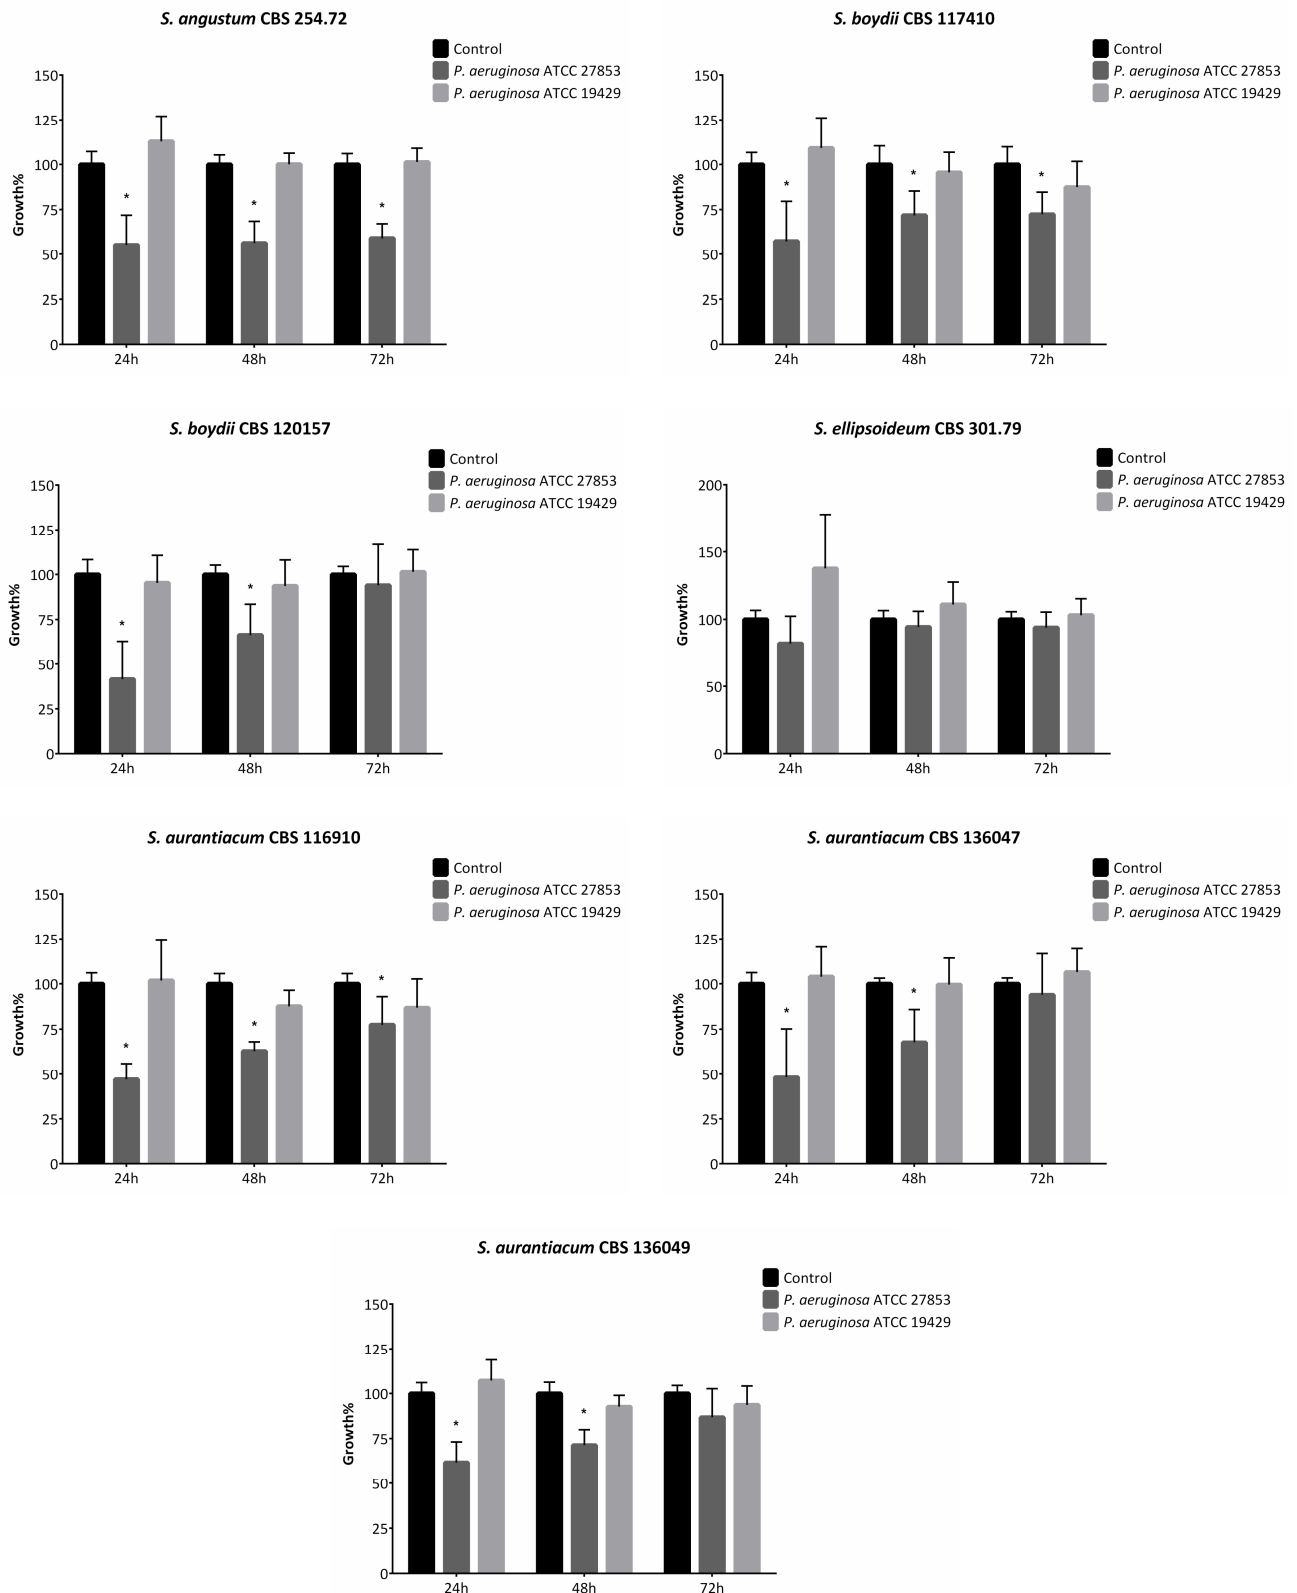 S. angustum CBS 254.72
Control
P. aeruginosa ATCC 27853
P. aeruginosa ATCC 19429
Growth%
150
125
100
75
50
25
0
*
*
*
24h 48h 72h
S. boydii CBS 117410
Control
P. aeruginosa ATCC 27853
P. aeruginosa ATCC 19429
Growth%
150
125
100
75
50
25
0
*
*
*
24h 48h 72h
S. boydii CBS 120157
Control
P. aeruginosa ATCC 27853
P. aeruginosa ATCC 19429
Growth%
150
125
100
75
50
25
0
*
*
24h 48h 72h
S. ellipsoideum CBS 301.79
Control
P. aeruginosa ATCC 27853
P. aeruginosa ATCC 19429
Growth%
200
150
100
50
0
24h 48h 72h
S. aurantiacum CBS 116910
Control
P. aeruginosa ATCC 27853
P. aeruginosa ATCC 19429
Growth%
150
125
100
75
50
25
0
*
*
*
24h 48h 72h
S. aurantiacum CBS 136047
Control
P. aeruginosa ATCC 27853
P. aeruginosa ATCC 19429
Growth%
150
125
100
75
50
25
0
*
*
24h 48h 72h
S. aurantiacum CBS 136049
Control
P. aeruginosa ATCC 27853
P. aeruginosa ATCC 19429
Growth%
150
125
100
75
50
25
0
*
*
24h 48h 72h